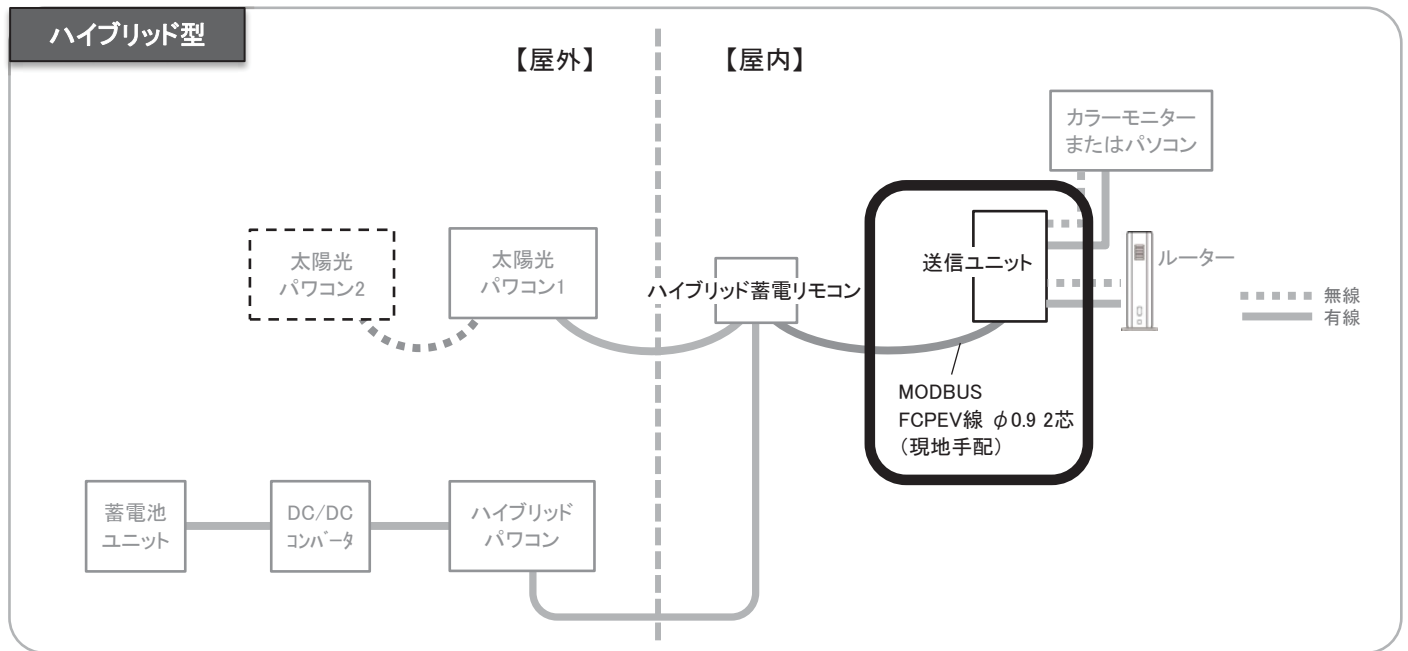 ハイブリッド型
【屋外】
【屋内】
カラーモニター
またはパソコン
太陽光
パワコン2
太陽光
パワコン1
ハイブリッド蓄電リモコン
送信ユニット
ルーター
無線
有線
MODBUS
FCPEV線 φ0.9 2芯
（現地手配）
蓄電池
ユニット
DC/DC
コンバータ
ハイブリッド
パワコン